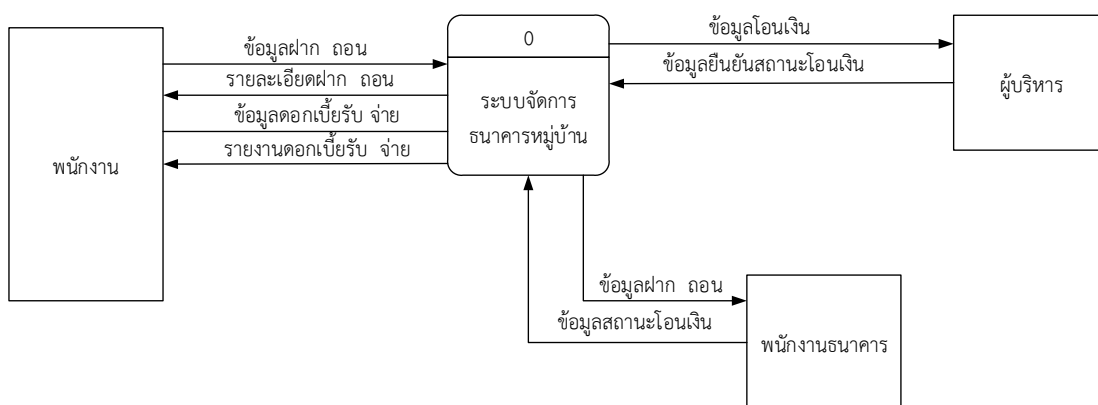 0
ระบบจัดการ
ธนาคารหมู่บ้าน
พนักงาน
ข้อมูลฝาก ถอน
รายละเอียดฝาก ถอน
ข้อมูลดอกเบี้ยรับ จ่าย
รายงานดอกเบี้ยรับ จ่าย
ข้อมูลโอนเงิน
ข้อมูลยืนยันสถานะโอนเงิน
ผู้บริหาร
ข้อมูลฝาก ถอน
ข้อมูลสถานะโอนเงิน
พนักงานธนาคาร